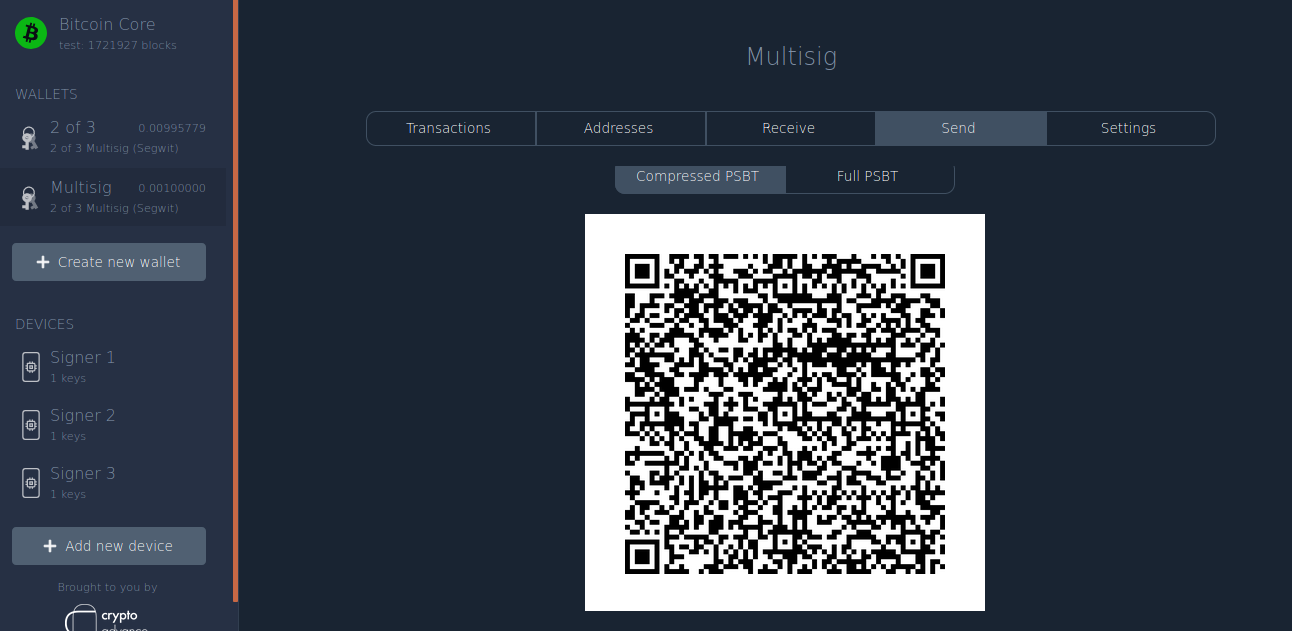 Bitcoin Core
test: 1721927 blocks
WALLETS
2 of 3 0.00995779
2 of 3 Multisig (Segwit)
Multisig 0.00100000
2 of 3 Multisig (Segwit)
Create new wallet
DEVICES
Signer 1
1 keys
Signer 2
1 keys
Signer 3
1 keys
Add new device
Brought to you by
crypto
advance
Multisig
Transactions Addresses Receive Send Settings
Compressed PSBT Full PSBT